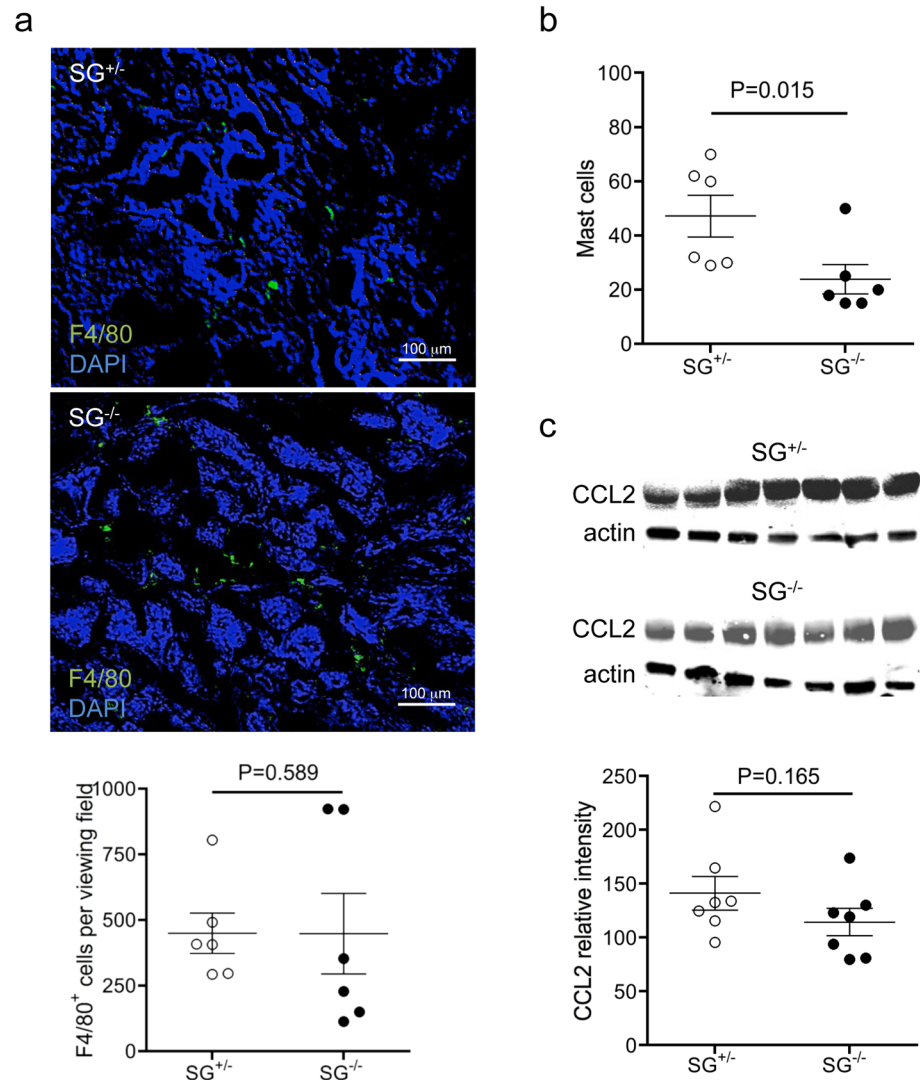 a
SG+/-
F4/80
DAPI
100 µm
SG-/-
F4/80
DAPI
100 µm
P=0.589
F4/80+ cells per viewing field
1000
750
500
250
0
SG+/-
SG-/-
b
P=0.015
Mast cells
100
80
60
40
20
0
SG+/-
SG-/-
c
SG+/-
CCL2
actin
SG-/-
CCL2
actin
P=0.165
CCL2 relative intensity
250
200
150
100
50
0
SG+/-
SG-/-